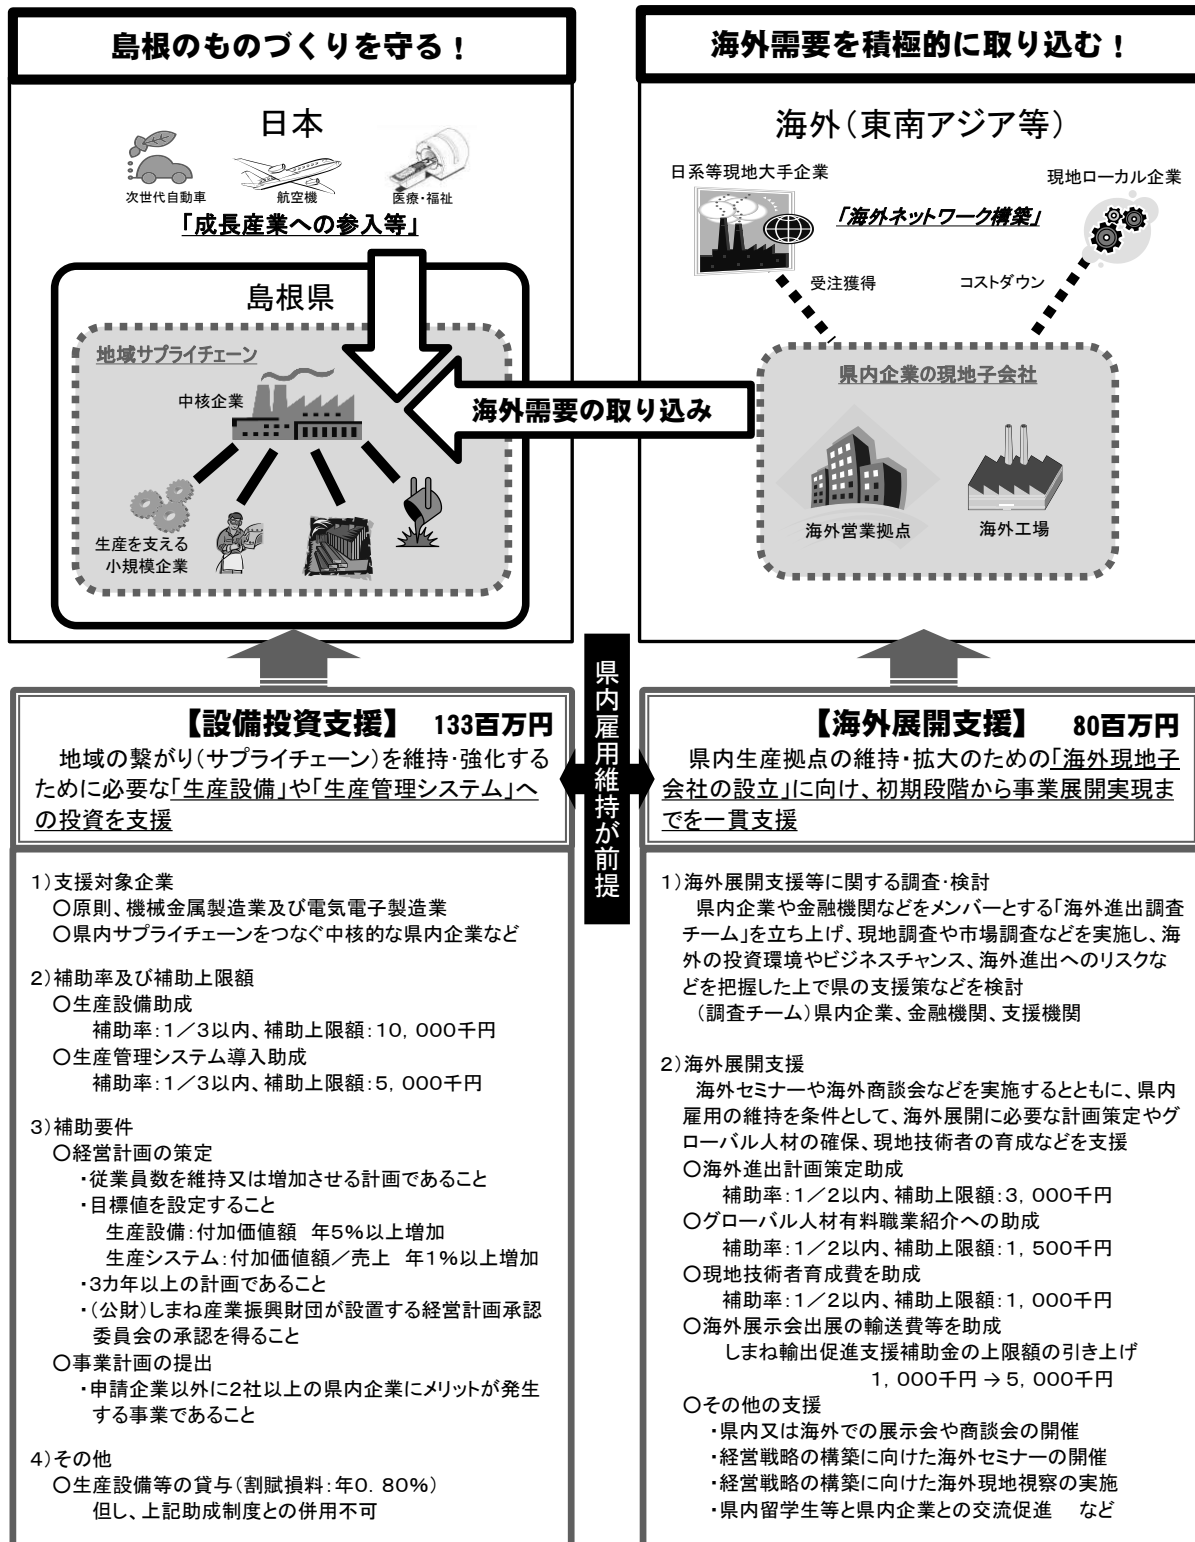 島根のものづくりを守る！
日本
次世代自動車
航空機
医療・福祉
「成長産業への参入等」
島根県
地域サプライチェーン
中核企業
生産を支える
小規模企業
海外需要の取り込み
海外需要を積極的に取り込む！
海外（東南アジア等）
日系等現地大手企業
現地ローカル企業
「海外ネットワーク構築」
受注獲得
コストダウン
県内企業の現地子会社
海外営業拠点
海外工場
県内雇用維持が前提
【設備投資支援】 133百万円
地域の繋がり（サプライチェーン）を維持・強化する
ために必要な「生産設備」や「生産管理システム」へ
の投資を支援
１）支援対象企業
○原則、機械金属製造業及び電気電子製造業
○県内サプライチェーンをつなぐ中核的な県内企業など
２）補助率及び補助上限額
○生産設備助成
補助率：１／３以内、補助上限額：１０，０００千円
○生産管理システム導入助成
補助率：１／３以内、補助上限額：５，０００千円
３）補助要件
○経営計画の策定
・従業員数を維持又は増加させる計画であること
・目標値を設定すること
生産設備：付加価値額　年５％以上増加
生産システム：付加価値額／売上　年１％以上増加
・３カ年以上の計画であること
・（公財）しまね産業振興財団が設置する経営計画承認
委員会の承認を得ること
○事業計画の提出
・申請企業以外に２社以上の県内企業にメリットが発生
する事業であること
４）その他
○生産設備等の貸与（割賦損料：年０．８０％）
但し、上記助成制度との併用不可
【海外展開支援】 80百万円
県内生産拠点の維持・拡大のための「海外現地子
会社の設立」に向け、初期段階から事業展開実現ま
でを一貫支援
１）海外展開支援等に関する調査・検討
県内企業や金融機関などをメンバーとする「海外進出調査
チーム」を立ち上げ、現地調査や市場調査などを実施し、海
外の投資環境やビジネスチャンス、海外進出へのリスクな
どを把握した上で県の支援策などを検討
（調査チーム）県内企業、金融機関、支援機関
２）海外展開支援
海外セミナーや海外商談会などを実施するとともに、県内
雇用の維持を条件として、海外展開に必要な計画策定やグ
ローバル人材の確保、現地技術者の育成などを支援
○海外進出計画策定助成
補助率：１／２以内、補助上限額：３，０００千円
○グローバル人材有料職業紹介への助成
補助率：１／２以内、補助上限額：１，５００千円
○現地技術者育成費を助成
補助率：１／２以内、補助上限額：１，０００千円
○海外展示会出展の輸送費等を助成
しまね輸出促進支援補助金の上限額の引き上げ
１，０００千円 → ５，０００千円
○その他の支援
・県内又は海外での展示会や商談会の開催
・経営戦略の構築に向けた海外セミナーの開催
・経営戦略の構築に向けた海外現地視察の実施
・県内留学生等と県内企業との交流促進　など